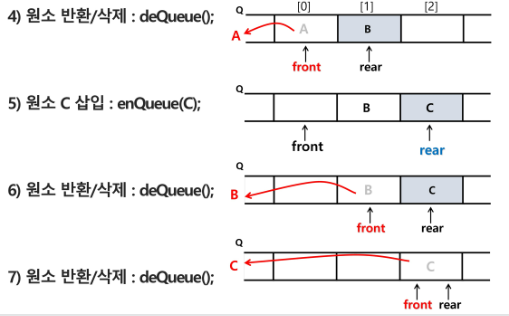 [0] [1] [2]
4) 원소 반환/삭제 : deQueue();
Q
A B
A
front rear
5) 원소 C 삽입 : enQueue(C);
Q
B C
front rear
6) 원소 반환/삭제 : deQueue();
Q
B B C
front rear
7) 원소 반환/삭제 : deQueue();
Q
C C
front rear